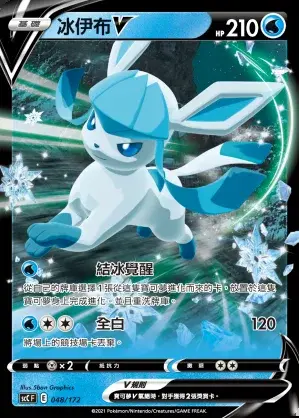 基礎 冰伊布V HP 210
結冰覺醒
從自己的牌庫選擇1張從這隻寶可夢進化而來的卡，放置於這隻
寶可夢身上完成進化。並且重洗牌庫。
全白 120
將場上的競技場卡丟棄。
弱點 ×2 抵抗力 撤退
Illus. 5ban Graphics
V規則
sC F E 048/172 寶可夢V氣絕時，對手獲得2張獎賞卡。
©2021 Pokémon/Nintendo/Creatures/GAME FREAK